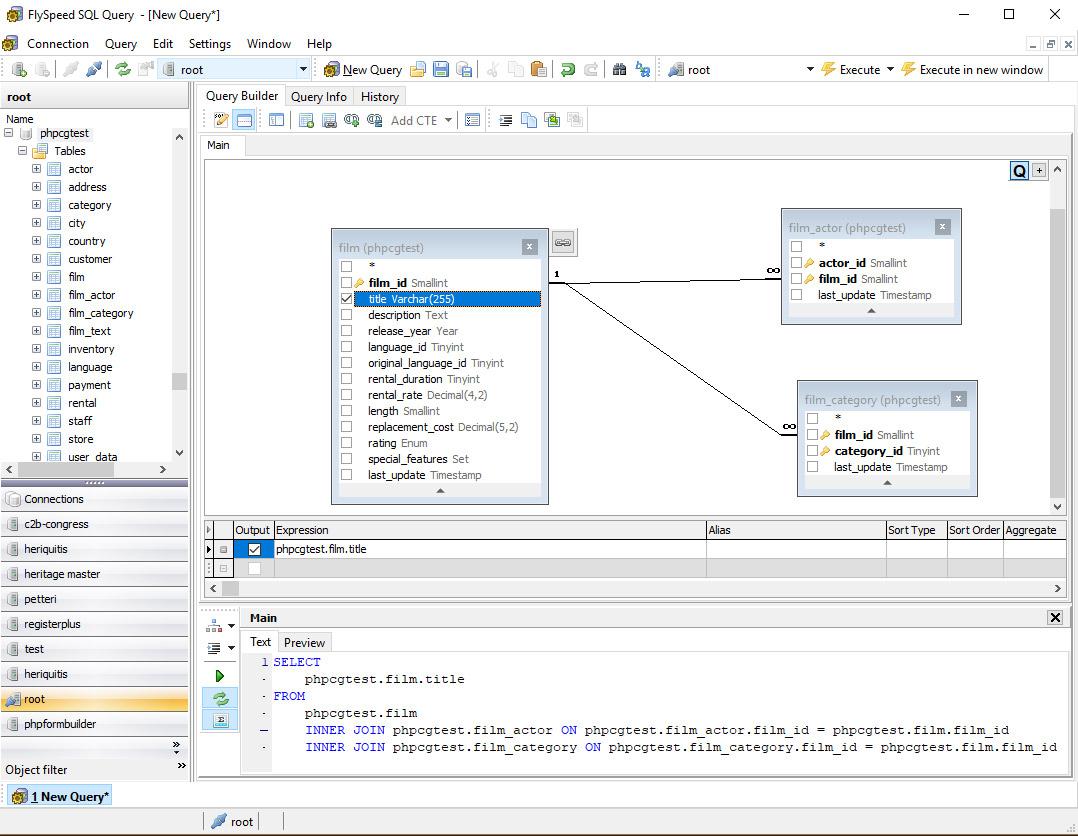 FlySpeed SQL Query - [New Query*]
Connection Query Edit Settings Window Help
root New Query root Execute Execute in new window
root
Name
phpcgtest
Tables
actor
address
category
city
country
customer
film
film_actor
film_category
film_text
inventory
language
payment
rental
staff
store
user_data
Connections
c2b-congress
heriquitis
heritage master
petteri
registerplus
test
heriquitis
root
phpformbuilder
Object filter
Query Builder Query Info History
Add CTE
Main
Q +
film (phpcgtest)
*
film_id Smallint
title Varchar(255)
description Text
release_year Year
language_id Tinyint
original_language_id Tinyint
rental_duration Tinyint
rental_rate Decimal(4,2)
length Smallint
replacement_cost Decimal(5,2)
rating Enum
special_features Set
last_update Timestamp
1
∞
∞
film_actor (phpcgtest)
*
actor_id Smallint
film_id Smallint
last_update Timestamp
film_category (phpcgtest)
*
film_id Smallint
category_id Tinyint
last_update Timestamp
Output Expression Alias Sort Type Sort Order Aggregate
phpcgtest.film.title
Main
Text Preview
1 SELECT
phpcgtest.film.title
FROM
phpcgtest.film
INNER JOIN phpcgtest.film_actor ON phpcgtest.film_actor.film_id = phpcgtest.film.film_id
INNER JOIN phpcgtest.film_category ON phpcgtest.film_category.film_id = phpcgtest.film.film_id
1 New Query*
root